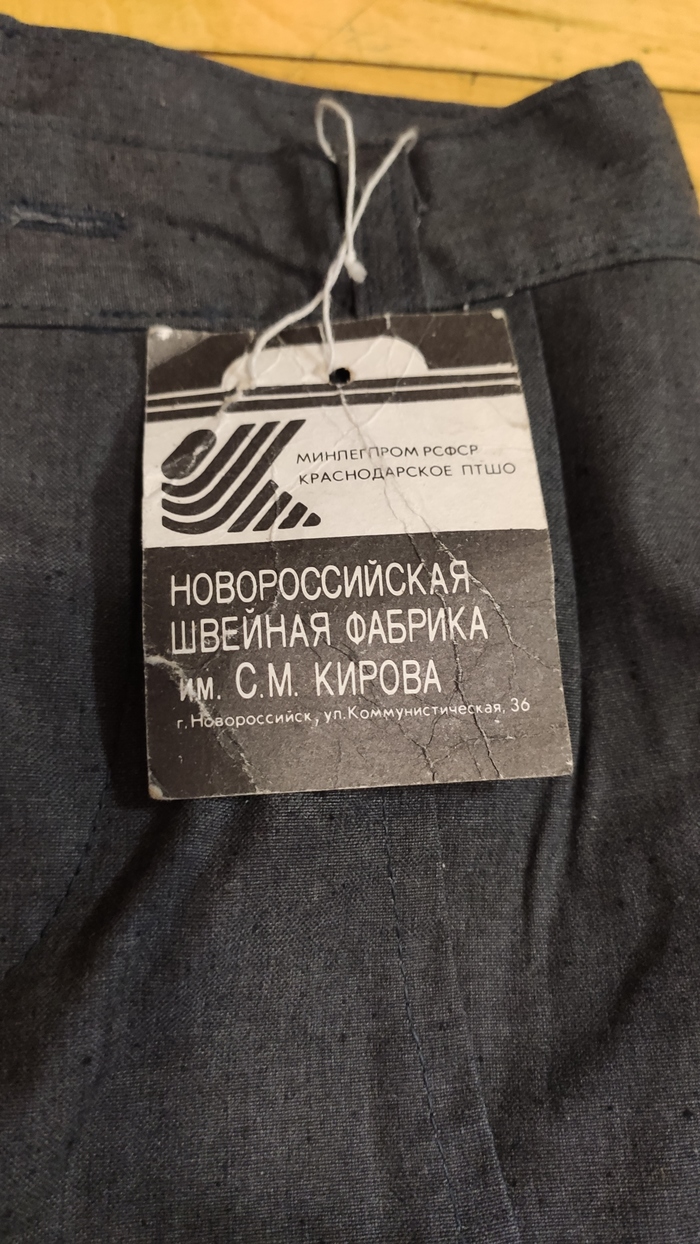 МИНЛЕГПРОМ РСФСР
КРАСНОДАРСКОЕ ПТШО
НОВОРОССИЙСКАЯ
ШВЕЙНАЯ ФАБРИКА
им. С.М. КИРОВА
г. Новороссийск, ул.Коммунистическая, 36